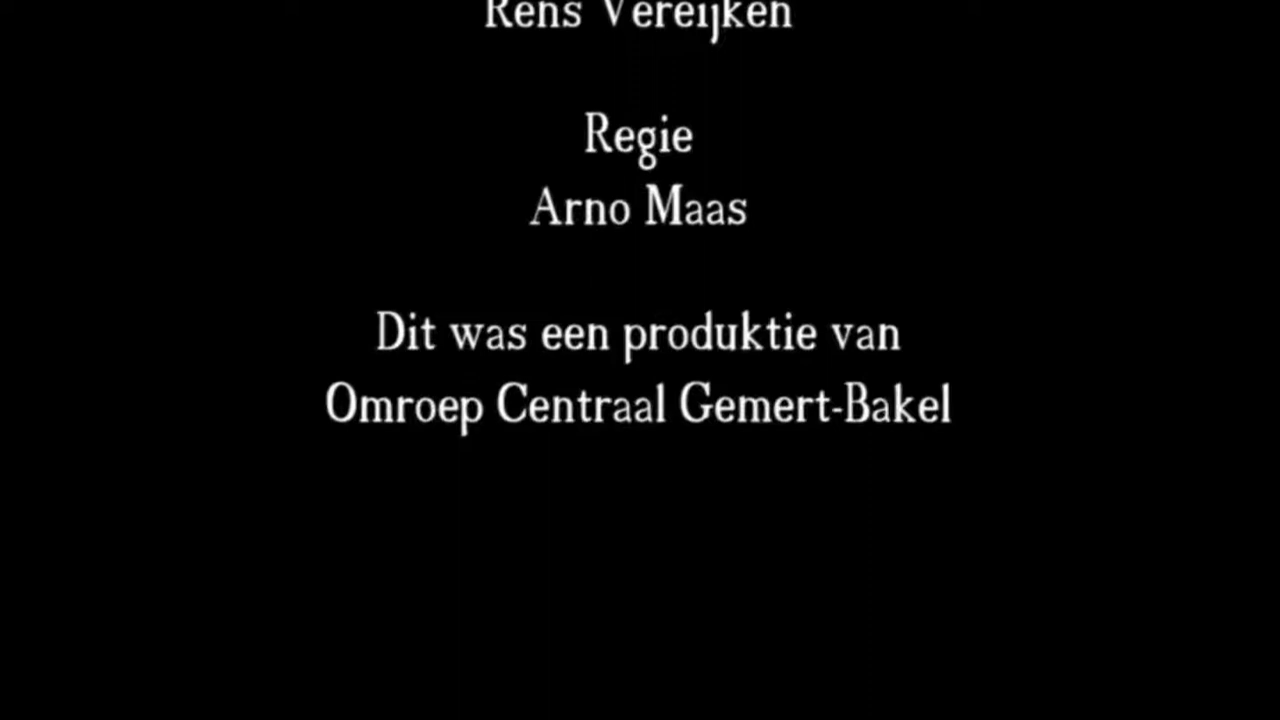 Rens Vereijken
Regie
Arno Maas
Dit was een produktie van
Omroep Centraal Gemert-Bakel